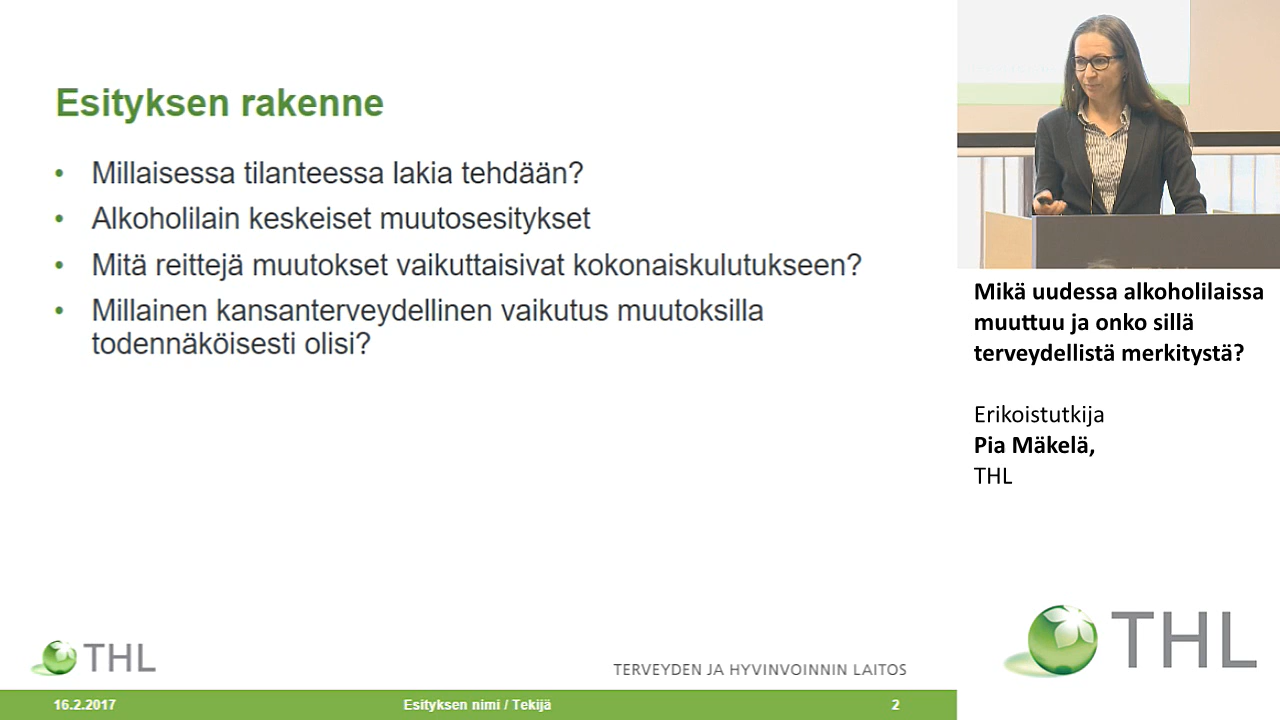 Esityksen rakenne
• Millaisessa tilanteessa lakia tehdään?
• Alkoholilain keskeiset muutosesitykset
• Mitä reittejä muutokset vaikuttaisivat kokonaiskulutukseen?
• Millainen kansanterveydellinen vaikutus muutoksilla
todennäköisesti olisi?
THL
TERVEYDEN JA HYVINVOINNIN LAITOS
16.2.2017 Esityksen nimi / Tekijä 2
Mikä uudessa alkoholilaissa
muuttuu ja onko sillä
terveydellistä merkitystä?
Erikoistutkija
Pia Mäkelä,
THL
THL